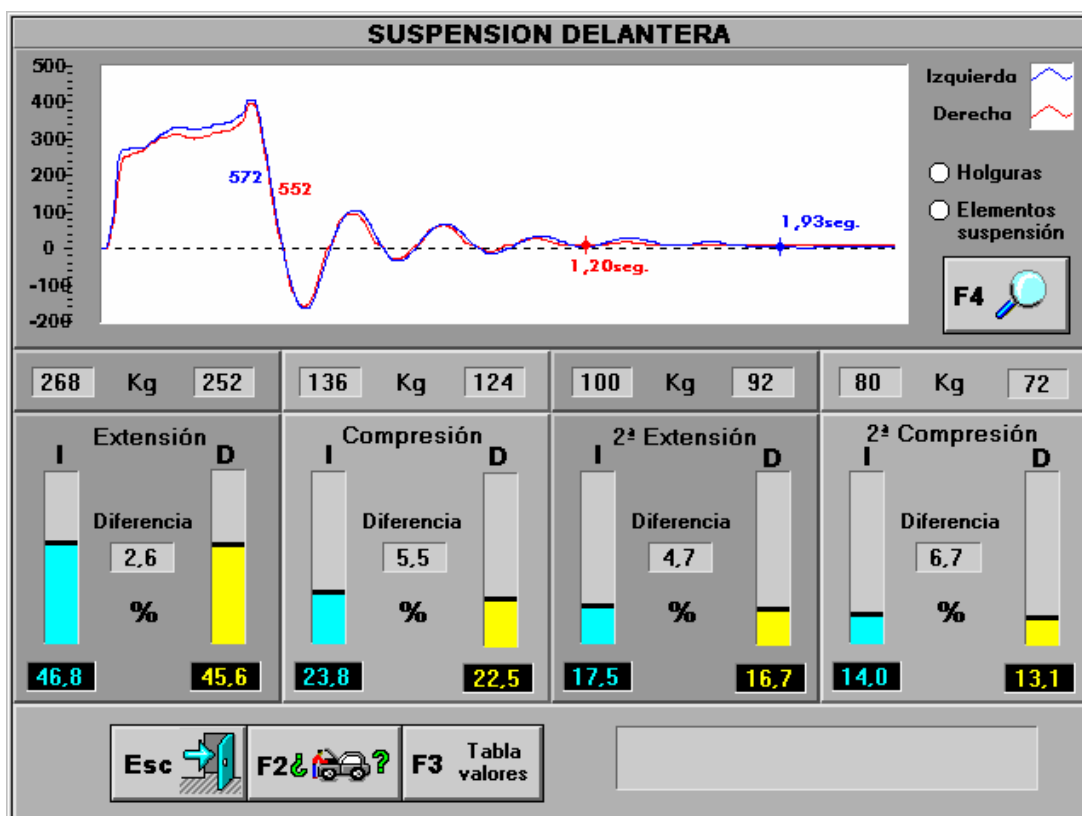 SUSPENSION DELANTERA
500
400
300
200
100
0
-100
-200
572
552
1,20seg.
1,93seg.
Izquierda
Derecha
Holguras
Elementos
suspensión
F4
268 Kg 252
136 Kg 124
100 Kg 92
80 Kg 72
Extensión
I D
Diferencia
2,6
%
46,8 45,6
Compresión
I D
Diferencia
5,5
%
23,8 22,5
2ª Extensión
I D
Diferencia
4,7
%
17,5 16,7
2ª Compresión
I D
Diferencia
6,7
%
14,0 13,1
Esc
F2 ¿ ?
F3 Tabla
valores